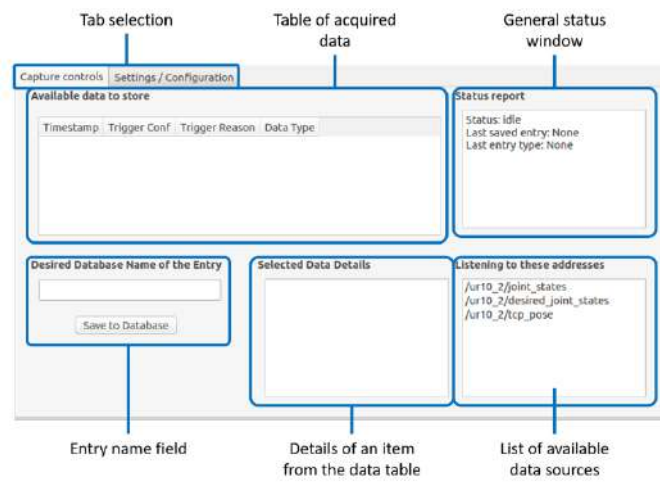 Tab selection
Table of acquired
data
General status
window
Capture controls
Settings / Configuration
Available data to store
Timestamp Trigger Conf Trigger Reason Data Type
Status report
Status: idle
Last saved entry: None
Last entry type: None
Desired Database Name of the Entry
Save to Database
Selected Data Details
Listening to these addresses
/ur10_2/joint_states
/ur10_2/desired_joint_states
/ur10_2/tcp_pose
Entry name field
Details of an item
from the data table
List of available
data sources